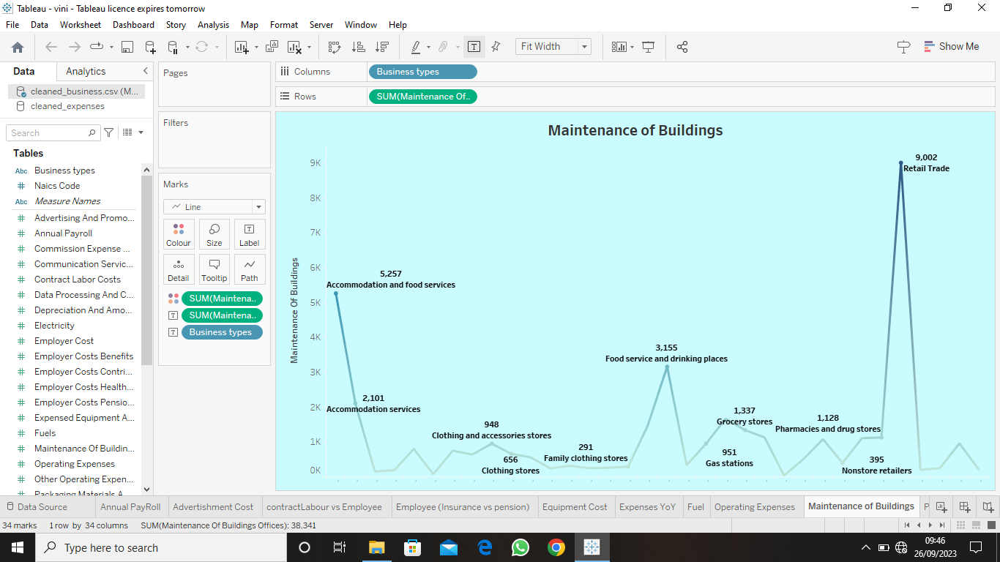 Tableau - vini - Tableau licence expires tomorrow
File Data Worksheet Dashboard Story Analysis Map Format Server Window Help
Fit Width
Show Me
Data Analytics
cleaned_business.csv (M...
cleaned_expenses
Search
Tables
Abc Business types
# Naics Code
Abc Measure Names
# Advertising And Promo...
# Annual Payroll
# Commission Expense ...
# Communication Servic...
# Contract Labor Costs
# Data Processing And C...
# Depreciation And Amo...
# Electricity
# Employer Cost
# Employer Costs Benefits
# Employer Costs Contri...
# Employer Costs Health...
# Employer Costs Pensio...
# Expensed Equipment A...
# Fuels
# Maintenance Of Buildin...
# Operating Expenses
# Other Operating Expen...
# Packaging Materials A...
Pages
Filters
Marks
Line
Colour Size Label
Detail Tooltip Path
SUM(Maintena..
T SUM(Maintena..
T Business types
Columns Business types
Rows SUM(Maintenance Of..
Maintenance of Buildings
Maintenance Of Buildings
9K
8K
7K
6K
5K
4K
3K
2K
1K
0K
9,002
Retail Trade
5,257
Accommodation and food services
3,155
Food service and drinking places
2,101
Accommodation services
1,337
Grocery stores
1,128
Pharmacies and drug stores
948
Clothing and accessories stores
291
Family clothing stores
656
Clothing stores
951
Gas stations
395
Nonstore retailers
Data Source Annual PayRoll Advertishment Cost contractLabour vs Employee Employee (Insurance vs pension) Equipment Cost Expenses YoY Fuel Operating Expenses Maintenance of Buildings P
34 marks 1 row by 34 columns SUM(Maintenance Of Buildings Offices): 38,341
Type here to search
09:46
26/09/2023